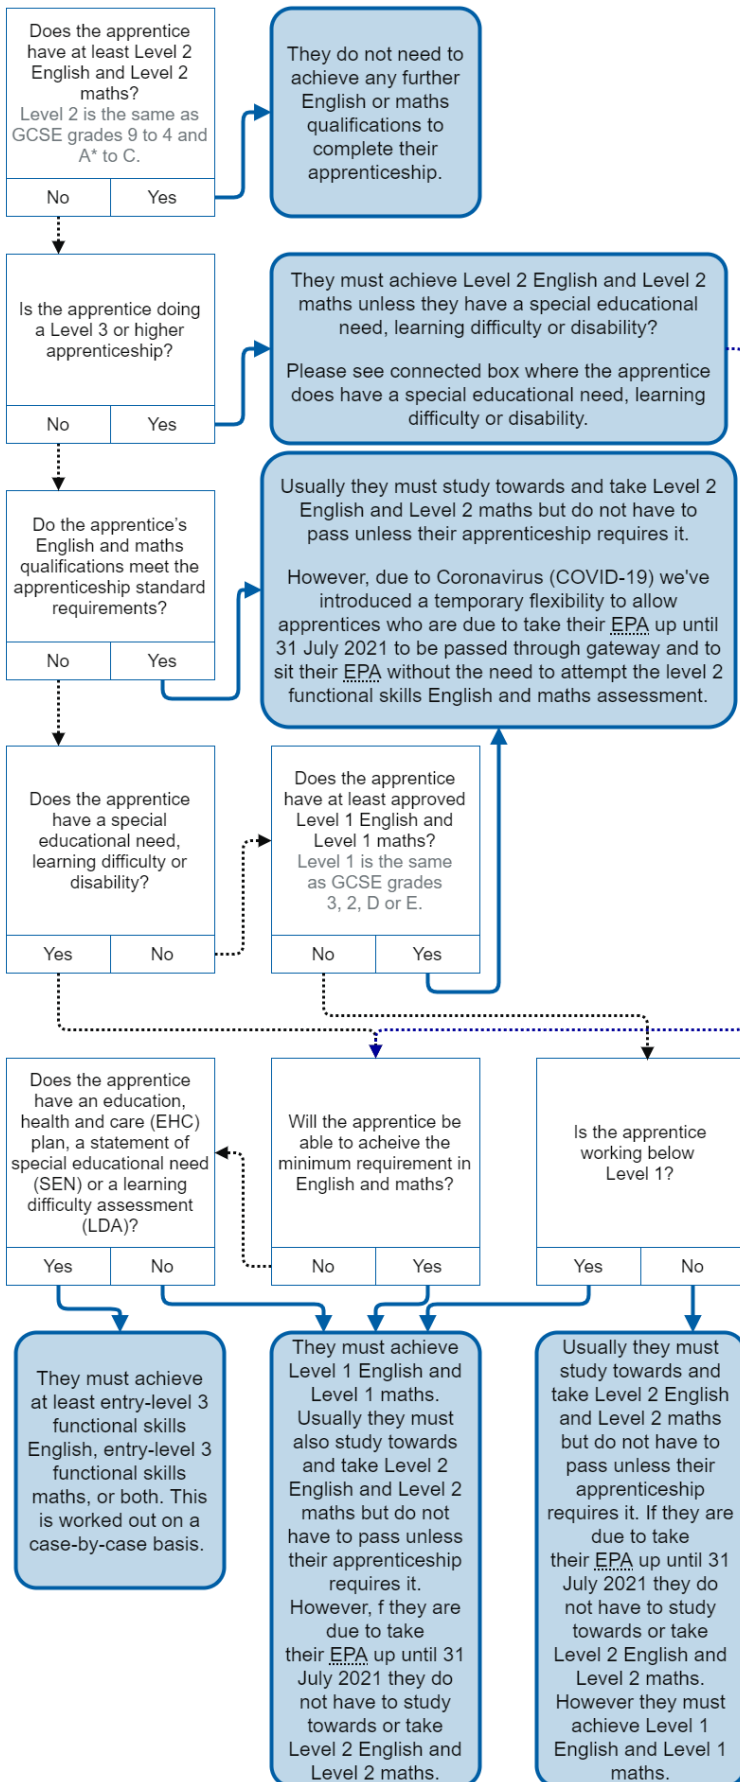 Does the apprentice
have at least Level 2
English and Level 2
maths?
Level 2 is the same as
GCSE grades 9 to 4 and
A* to C.
No
Yes
They do not need to
achieve any further
English or maths
qualifications to
complete their
apprenticeship.
Is the apprentice doing
a Level 3 or higher
apprenticeship?
No
Yes
They must achieve Level 2 English and Level 2
maths unless they have a special educational
need, learning difficulty or disability?
Please see connected box where the apprentice
does have a special educational need, learning
difficulty or disability.
Do the apprentice's
English and maths
qualifications meet the
apprenticeship standard
requirements?
No
Yes
Usually they must study towards and take Level 2
English and Level 2 maths but do not have to
pass unless their apprenticeship requires it.
However, due to Coronavirus (COVID-19) we've
introduced a temporary flexibility to allow
apprentices who are due to take their EPA up until
31 July 2021 to be passed through gateway and to
sit their EPA without the need to attempt the level 2
functional skills English and maths assessment.
Does the apprentice
have a special
educational need,
learning difficulty or
disability?
Yes
No
Does the apprentice
have at least approved
Level 1 English and
Level 1 maths?
Level 1 is the same
as GCSE grades
3, 2, D or E.
No
Yes
Does the apprentice
have an education,
health and care (EHC)
plan, a statement of
special educational need
(SEN) or a learning
difficulty assessment
(LDA)?
Yes
No
Will the apprentice be
able to acheive the
minimum requirement in
English and maths?
No
Yes
Is the apprentice
working below
Level 1?
Yes
No
They must achieve
at least entry-level 3
functional skills
English, entry-level 3
functional skills
maths, or both. This
is worked out on a
case-by-case basis.
They must achieve
Level 1 English and
Level 1 maths.
Usually they must
also study towards
and take Level 2
English and Level 2
maths but do not
have to pass unless
their apprenticeship
requires it.
However, f they are
due to take
their EPA up until 31
July 2021 they do
not have to study
towards or take
Level 2 English and
Level 2 maths.
Usually they must
study towards and
take Level 2 English
and Level 2 maths
but do not have to
pass unless their
apprenticeship
requires it. If they are
due to take
their EPA up until 31
July 2021 they do
not have to study
towards or take
Level 2 English and
Level 2 maths.
However they must
achieve Level 1
English and Level 1
maths.